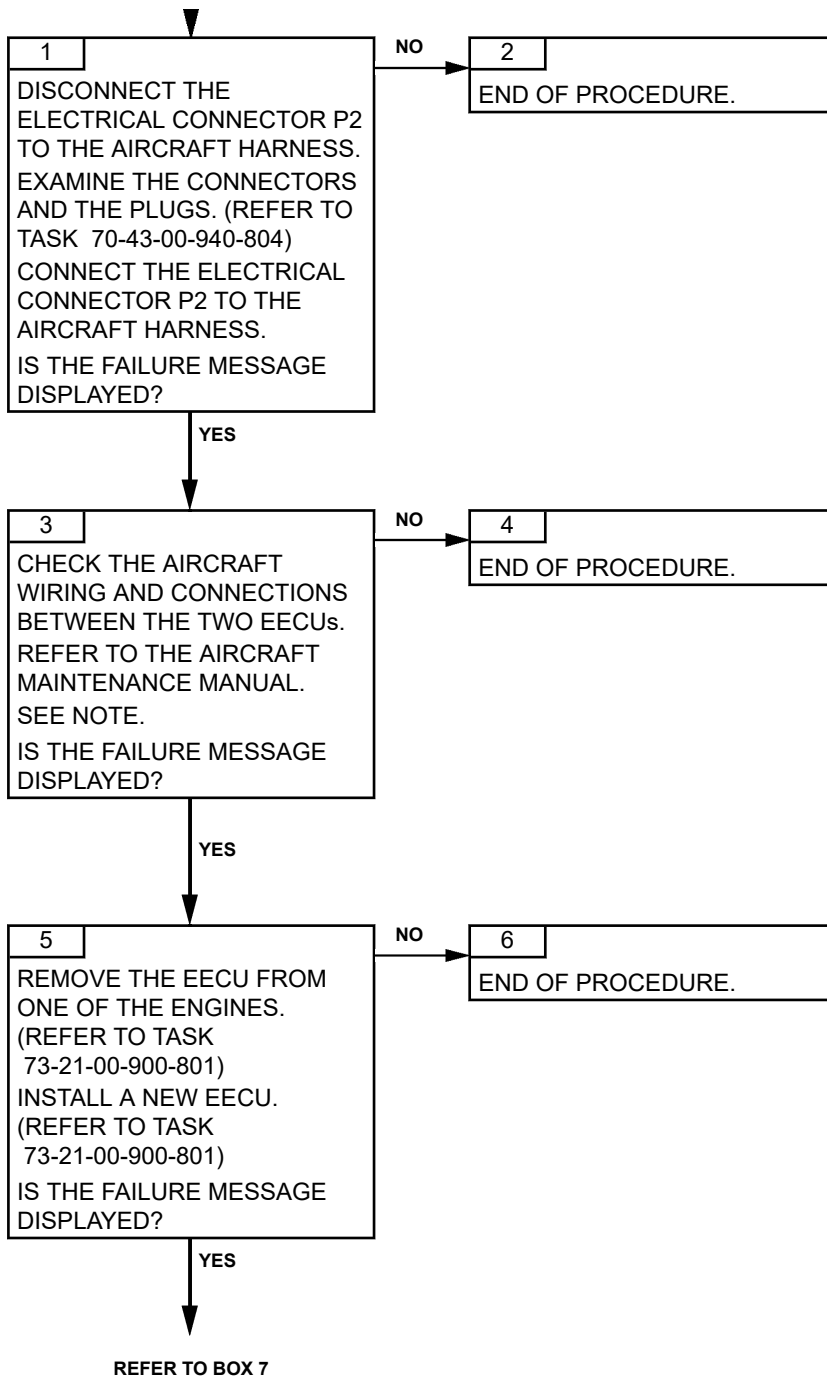 1
DISCONNECT THE
ELECTRICAL CONNECTOR P2
TO THE AIRCRAFT HARNESS.
EXAMINE THE CONNECTORS
AND THE PLUGS. (REFER TO
TASK 70-43-00-940-804)
CONNECT THE ELECTRICAL
CONNECTOR P2 TO THE
AIRCRAFT HARNESS.
IS THE FAILURE MESSAGE
DISPLAYED?
NO
2
END OF PROCEDURE.
YES
3
CHECK THE AIRCRAFT
WIRING AND CONNECTIONS
BETWEEN THE TWO EECUs.
REFER TO THE AIRCRAFT
MAINTENANCE MANUAL.
SEE NOTE.
IS THE FAILURE MESSAGE
DISPLAYED?
NO
4
END OF PROCEDURE.
YES
5
REMOVE THE EECU FROM
ONE OF THE ENGINES.
(REFER TO TASK
73-21-00-900-801)
INSTALL A NEW EECU.
(REFER TO TASK
73-21-00-900-801)
IS THE FAILURE MESSAGE
DISPLAYED?
NO
6
END OF PROCEDURE.
YES
REFER TO BOX 7